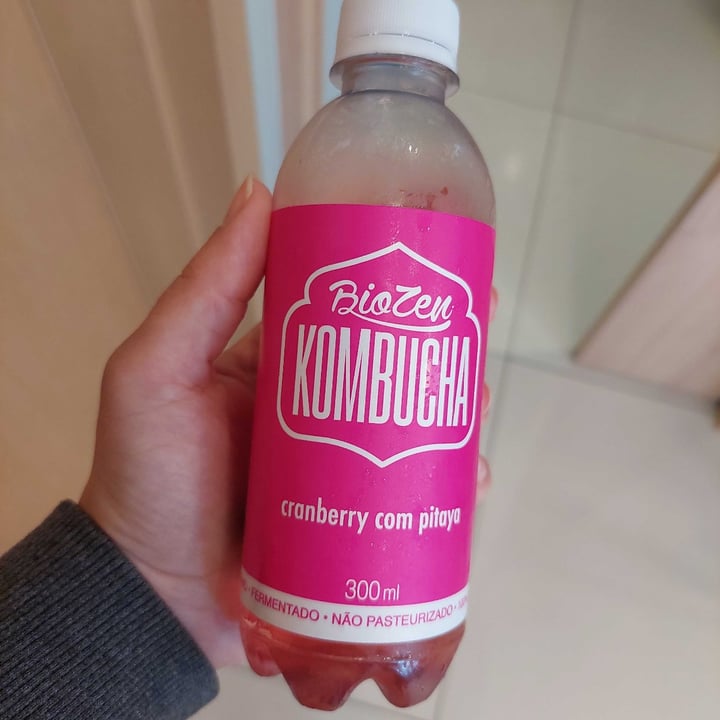 BioZen
KOMBUCHA
cranberry com pitaya
300ml
• FERMENTADO • NÃO PASTEURIZADO •